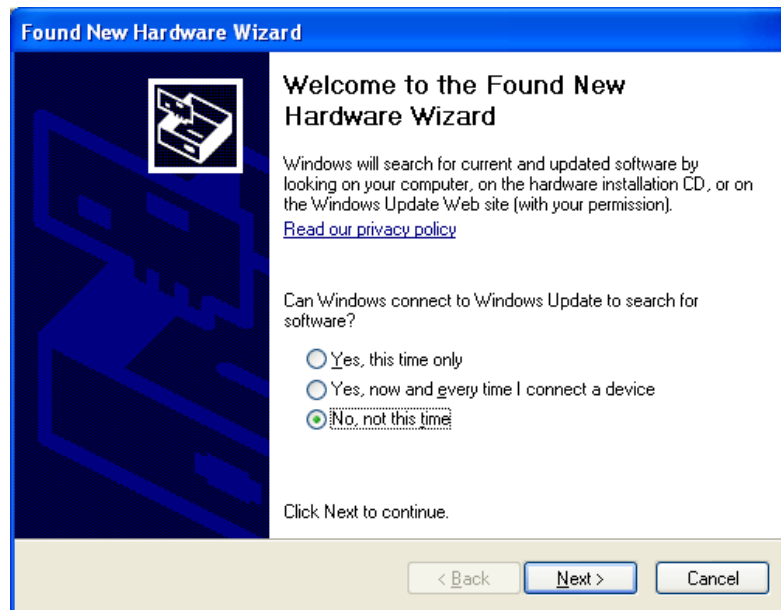 Found New Hardware Wizard
Welcome to the Found New
Hardware Wizard
Windows will search for current and updated software by
looking on your computer, on the hardware installation CD, or on
the Windows Update Web site (with your permission).
Read our privacy policy
Can Windows connect to Windows Update to search for
software?
Yes, this time only
Yes, now and every time I connect a device
No, not this time
Click Next to continue.
< Back
Next >
Cancel